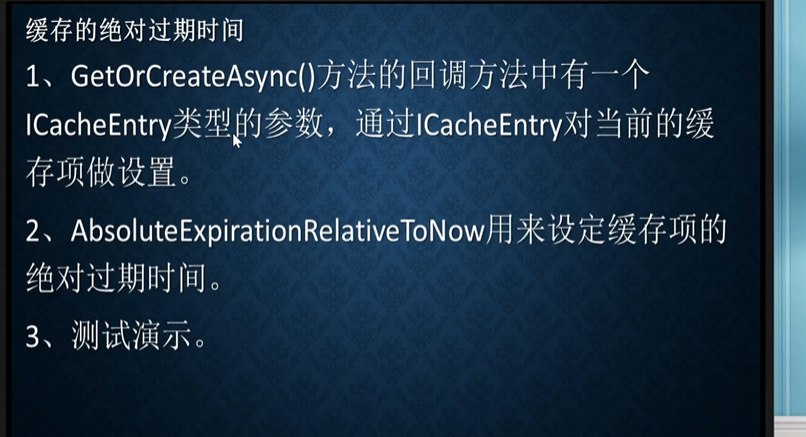 缓存的绝对过期时间
1、GetOrCreateAsync()方法的回调方法中有一个
ICacheEntry类型的参数，通过ICacheEntry对当前的缓
存项做设置。
2、AbsoluteExpirationRelativeToNow用来设定缓存项的
绝对过期时间。
3、测试演示。